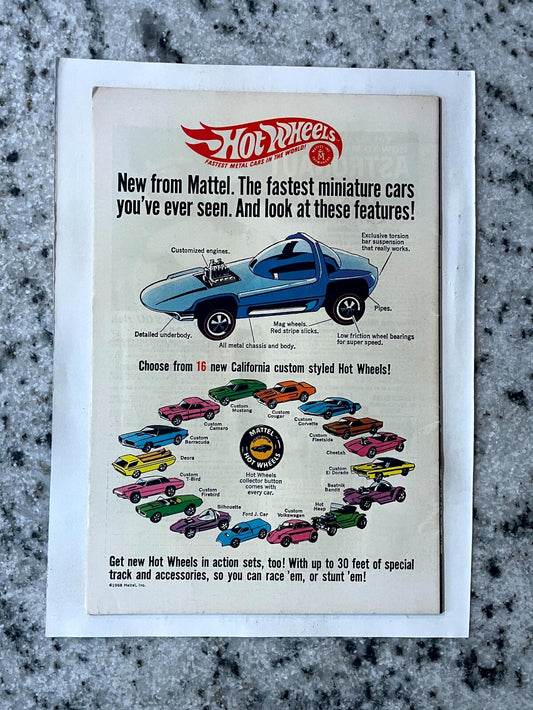 HOT WHEELS
FASTEST METAL CARS IN THE WORLD!
New from Mattel. The fastest miniature cars
you've ever seen. And look at these features!
Exclusive torsion
bar suspension
that really works.
Customized engines.
Pipes.
Mag wheels.
Red stripe slicks.
Detailed underbody.
Low friction wheel bearings
for super speed.
All metal chassis and body.
Choose from 16 new California custom styled Hot Wheels!
Custom
Mustang
Custom
Cougar
Custom
Corvette
Custom
Camaro
Custom
Fleetside
Custom
Barracuda
MATTEL
HOT WHEELS
Cheetah
Deora
Custom
El Dorado
Hot Wheels
collector button
comes with
every car.
Custom
T-Bird
Beatnik
Bandit
Custom
Firebird
Silhouette
Ford J. Car
Custom
Volkswagen
Hot
Heap
Get new Hot Wheels in action sets, too! With up to 30 feet of special
track and accessories, so you can race 'em, or stunt 'em!
©1968 Mattel, Inc.